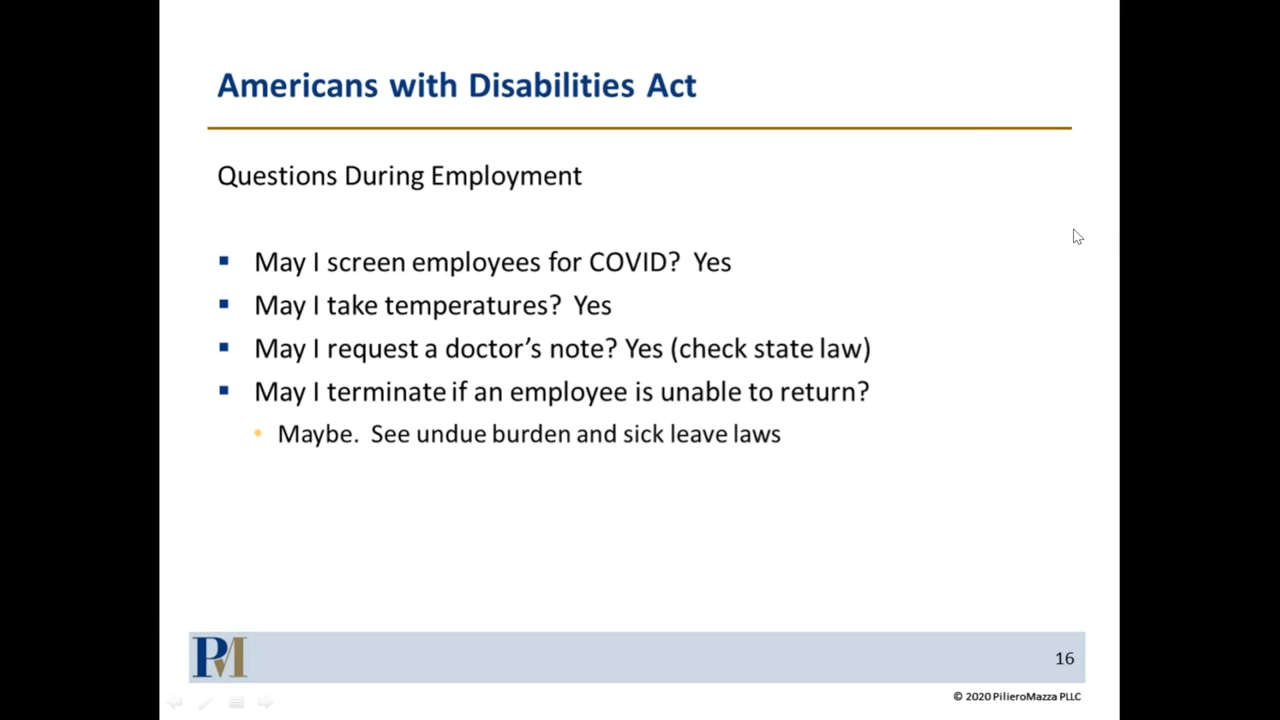 Americans with Disabilities Act
Questions During Employment
May I screen employees for COVID? Yes
May I take temperatures? Yes
May I request a doctor’s note? Yes (check state law)
May I terminate if an employee is unable to return?
Maybe. See undue burden and sick leave laws
PM
16
© 2020 PilieroMazza PLLC